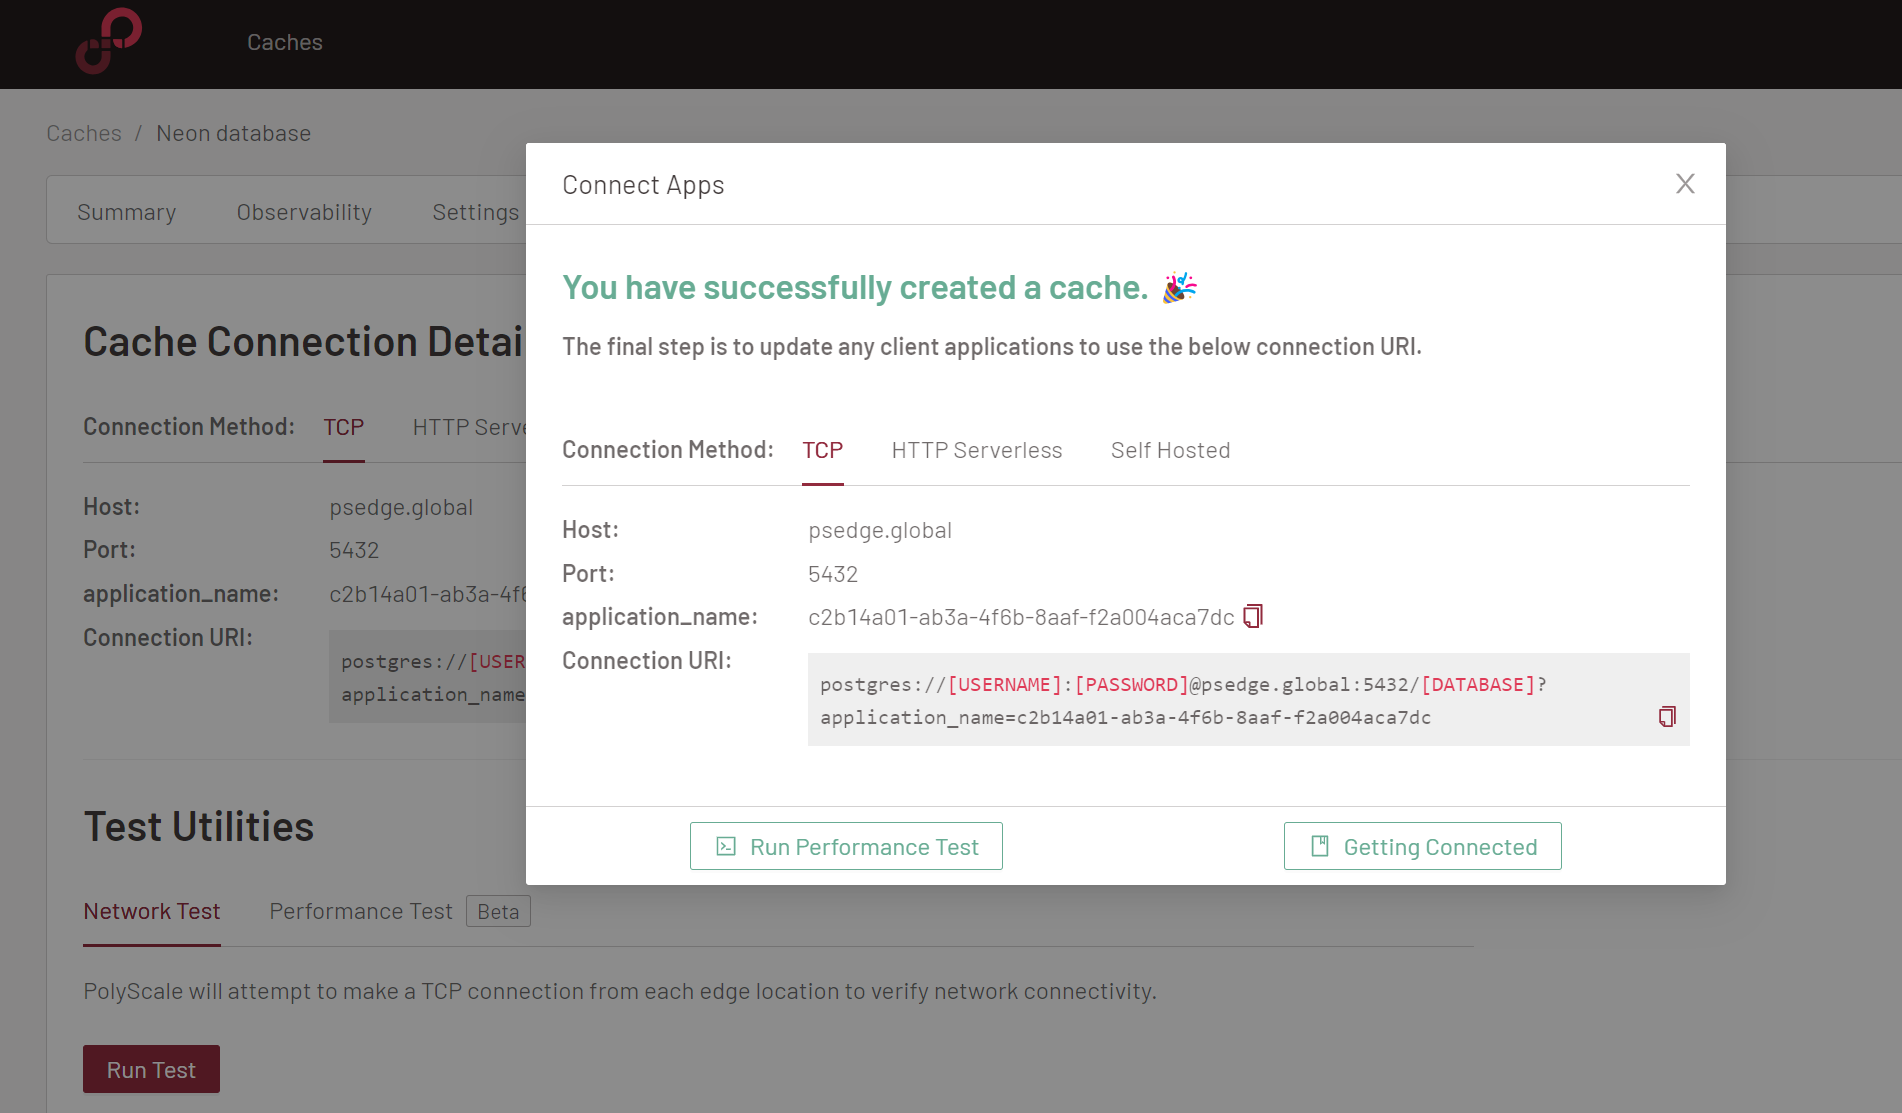 Caches
Caches / Neon database
Summary Observability Settings
Cache Connection Detai
Connection Method: TCP HTTP Serve
Host: psedge.global
Port: 5432
application_name: c2b14a01-ab3a-4f6
Connection URI:
postgres://[USER
application_name
Test Utilities
Network Test Performance Test Beta
PolyScale will attempt to make a TCP connection from each edge location to verify network connectivity.
Run Test
Connect Apps
You have successfully created a cache. 🎉
The final step is to update any client applications to use the below connection URI.
Connection Method: TCP HTTP Serverless Self Hosted
Host: psedge.global
Port: 5432
application_name: c2b14a01-ab3a-4f6b-8aaf-f2a004aca7dc
Connection URI:
postgres://[USERNAME]:[PASSWORD]@psedge.global:5432/[DATABASE]?
application_name=c2b14a01-ab3a-4f6b-8aaf-f2a004aca7dc
Run Performance Test Getting Connected